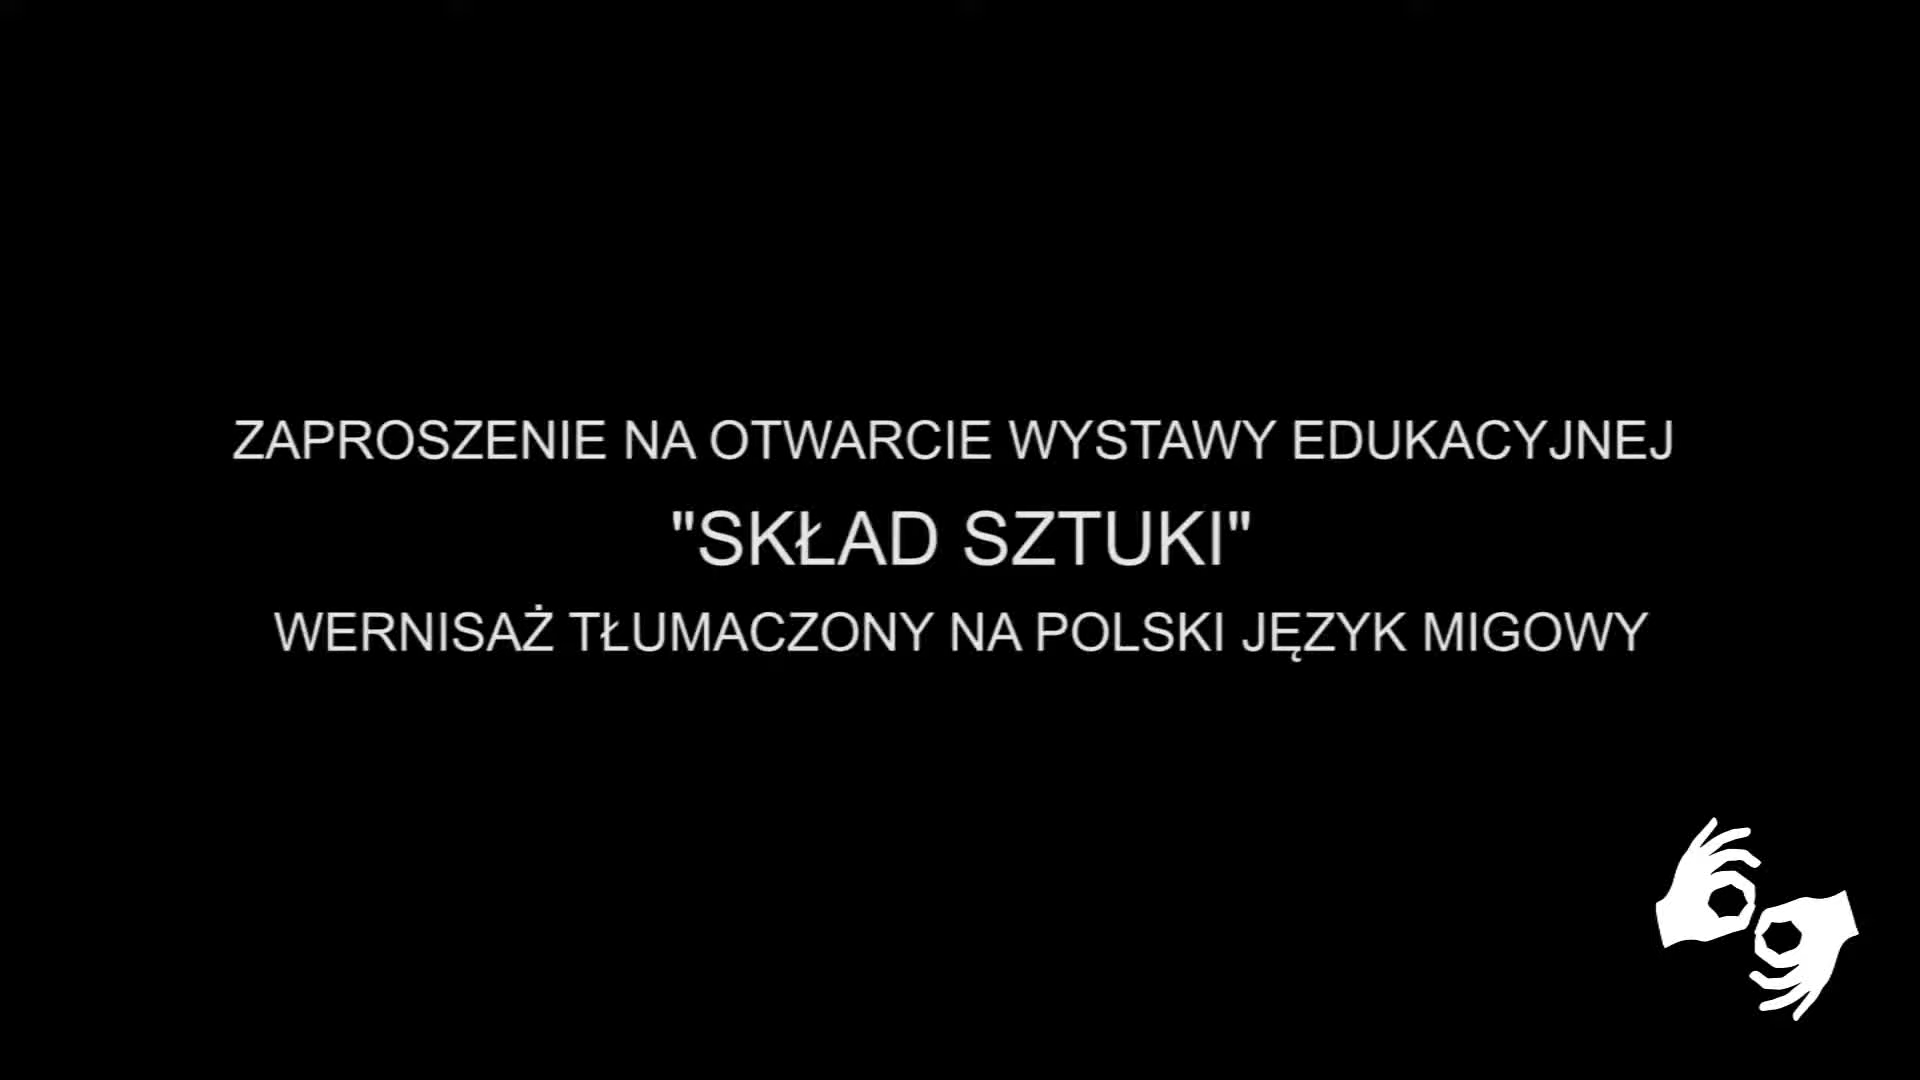 ZAPROSZENIE NA OTWARCIE WYSTAWY EDUKACYJNEJ
"SKŁAD SZTUKI"
WERNISAŻ TŁUMACZONY NA POLSKI JĘZYK MIGOWY